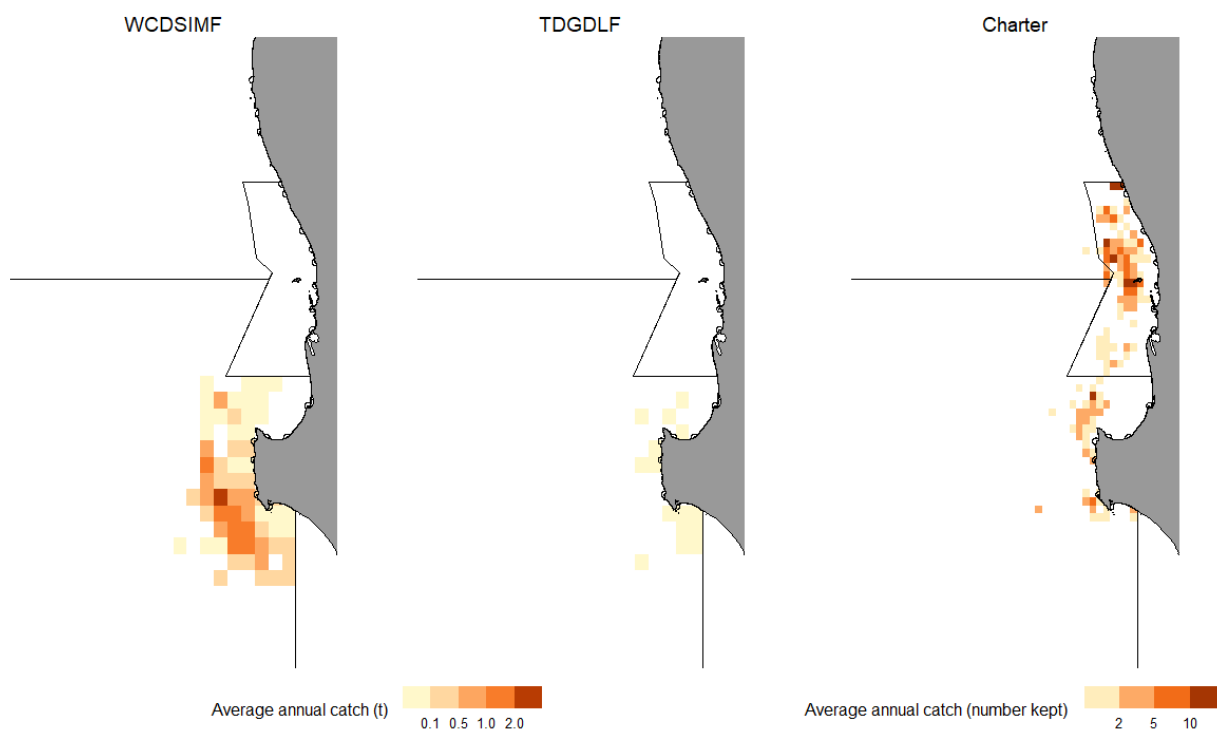 WCDSIMF
TDGDLF
Charter
Average annual catch (t)
0.1 0.5 1.0 2.0
Average annual catch (number kept)
2 5 10